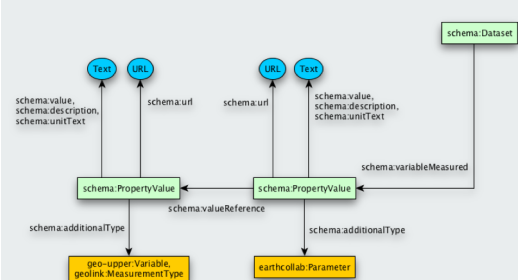 schema:Dataset
Text
URL
URL
Text
schema:value,
schema:description,
schema:unitText
schema:url
schema:url
schema:value,
schema:description,
schema:unitText
schema:variableMeasured
schema:PropertyValue
schema:PropertyValue
schema:valueReference
schema:additionalType
schema:additionalType
geo-upper:Variable,
geolink:MeasurementType
earthcollab:Parameter